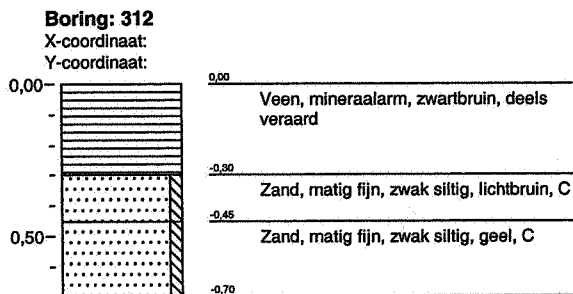 Boring: 312
X-coordinaat:
Y-coordinaat:
0,00
0,00
Veen, mineraalarm, zwartbruin, deels
veraard
-0,30
Zand, matig fijn, zwak siltig, lichtbruin, C
-0,45
0,50
Zand, matig fijn, zwak siltig, geel, C
-0,70